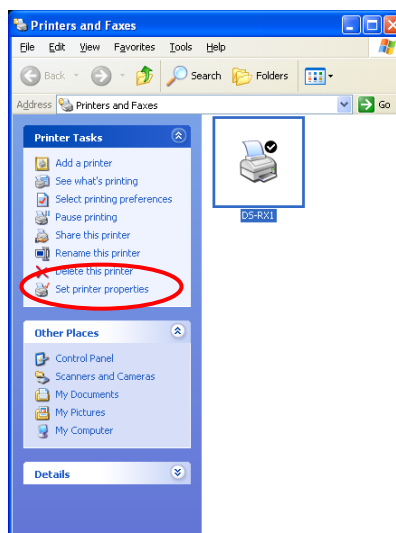 Printers and Faxes
File Edit View Favorites Tools Help
Back Search Folders
Address Printers and Faxes Go
Printer Tasks
Add a printer
See what's printing
Select printing preferences
Pause printing
Share this printer
Rename this printer
Delete this printer
Set printer properties
Other Places
Control Panel
Scanners and Cameras
My Documents
My Pictures
My Computer
Details
DS-RX1